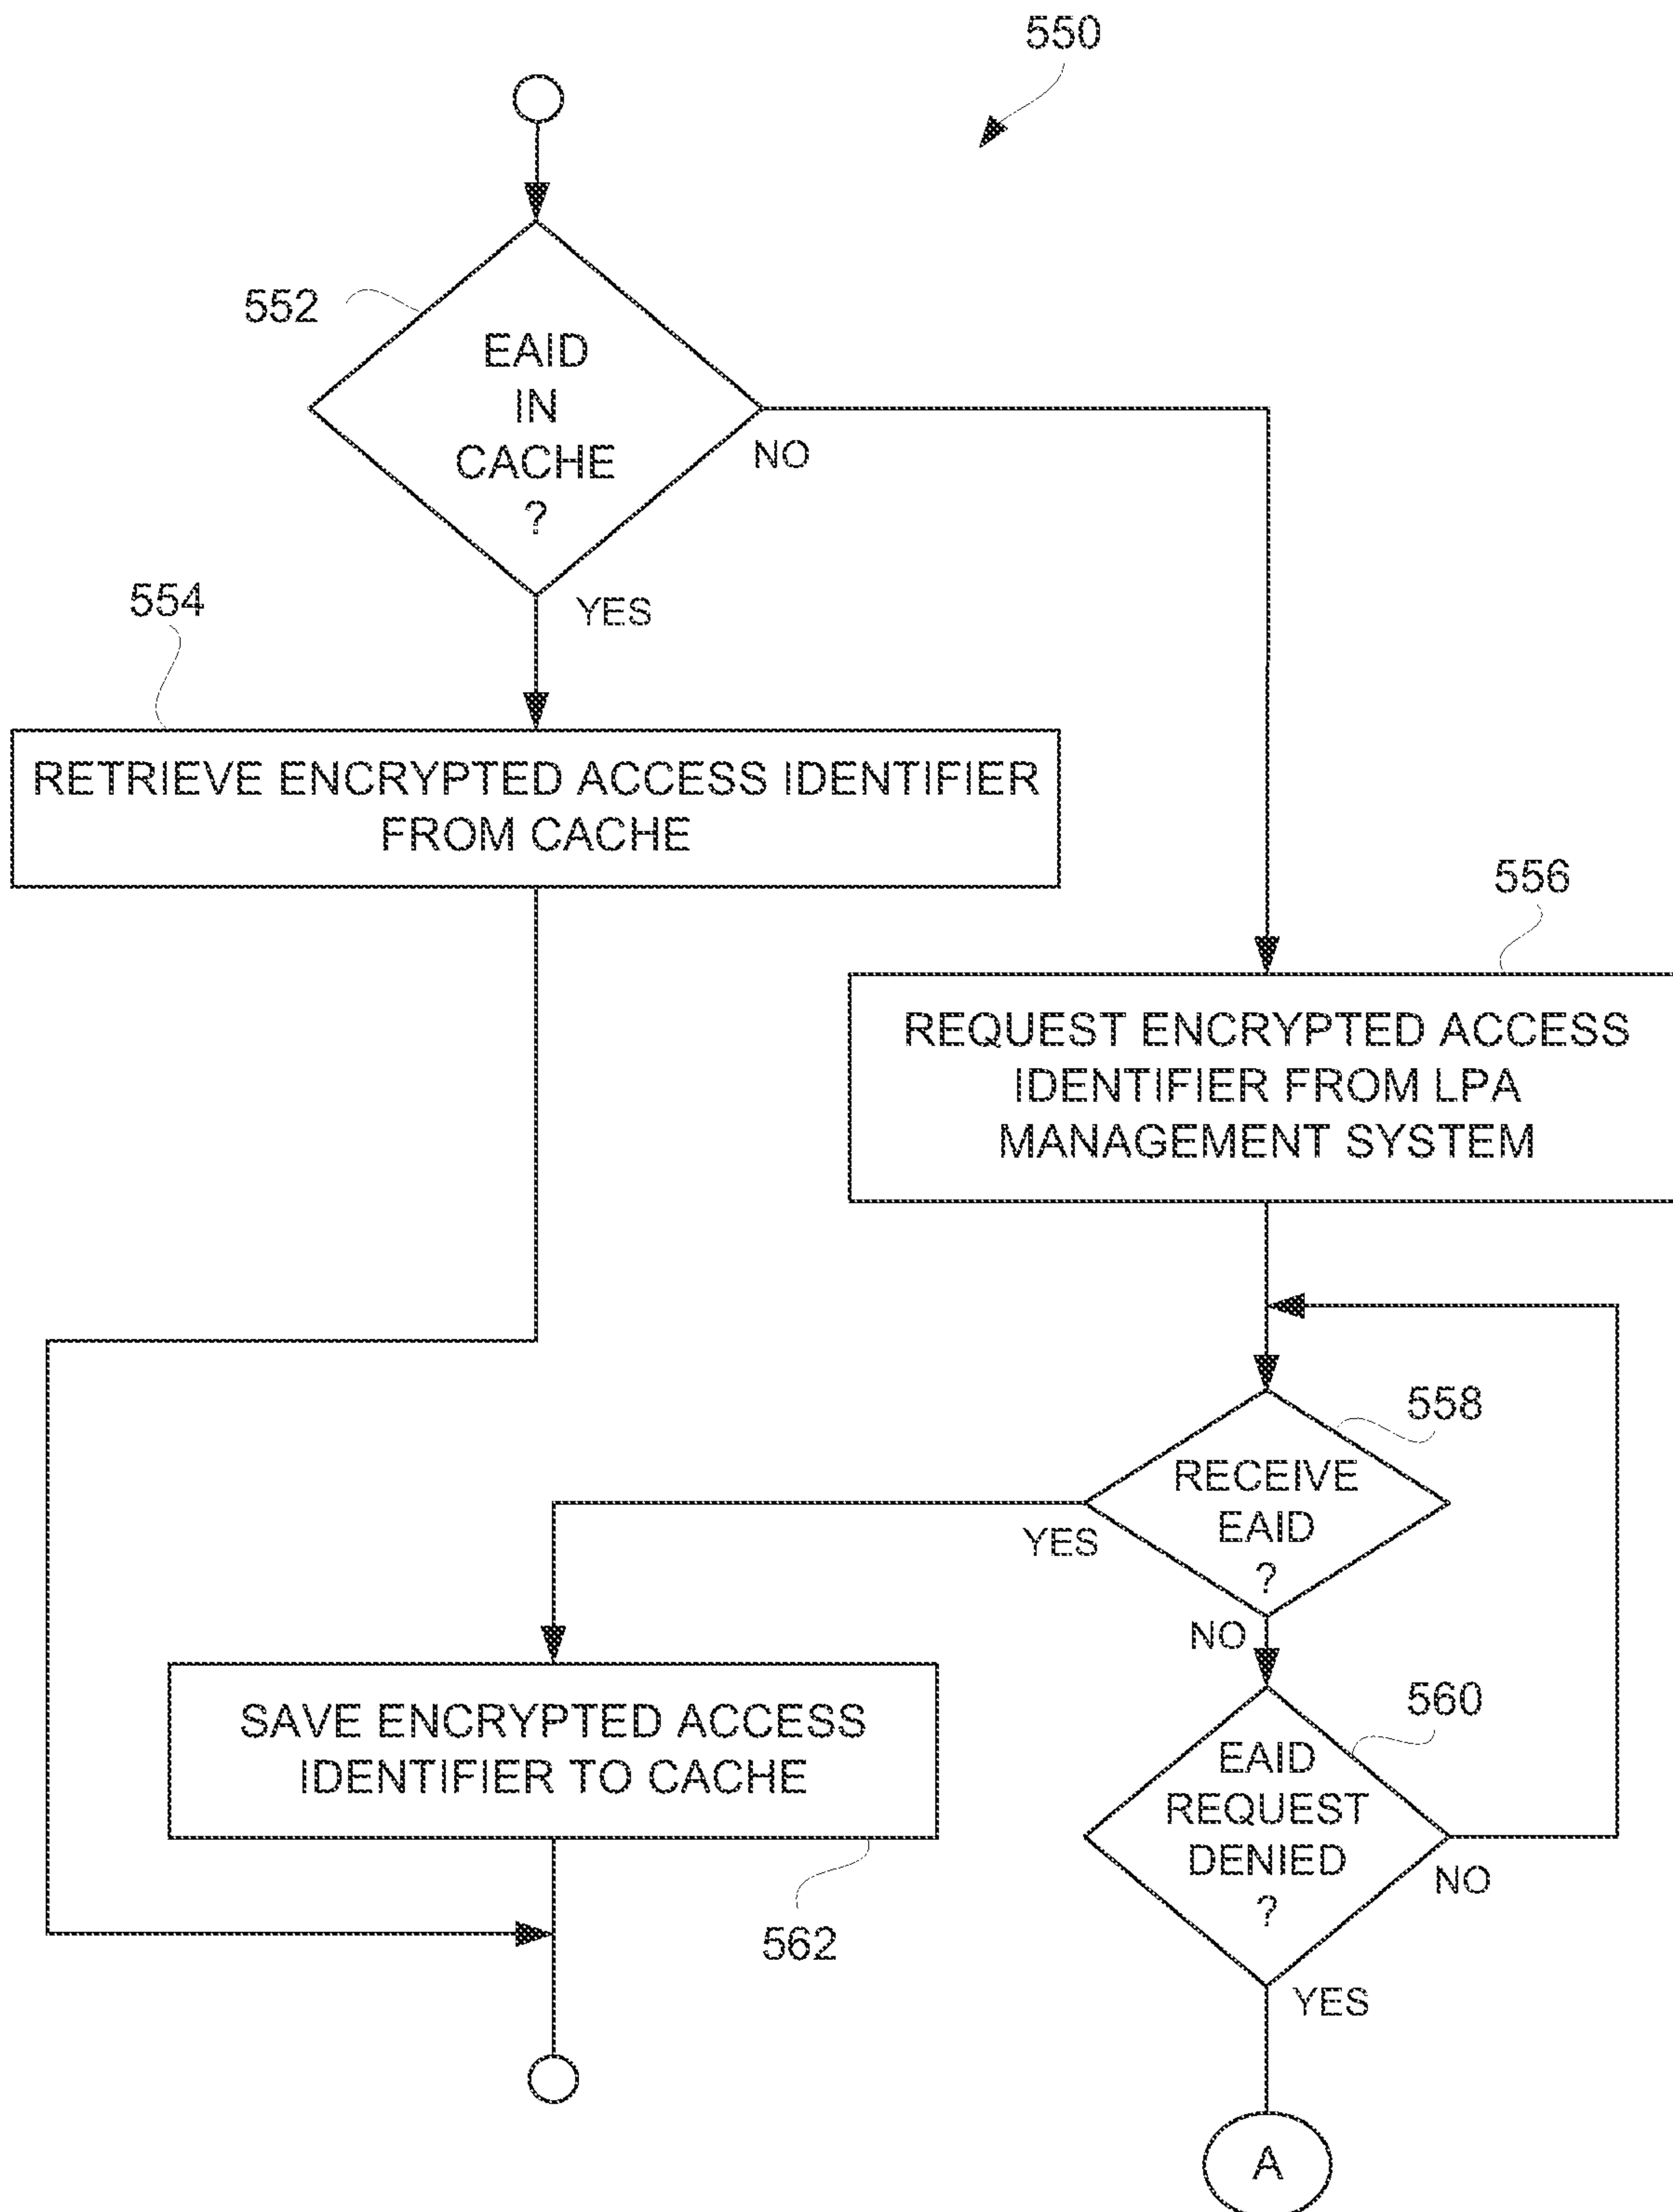 550
552
EAID
IN
CACHE
?
NO
YES
554
RETRIEVE ENCRYPTED ACCESS IDENTIFIER
FROM CACHE
556
REQUEST ENCRYPTED ACCESS
IDENTIFIER FROM LPA
MANAGEMENT SYSTEM
558
RECEIVE
EAID
?
YES
NO
560
EAID
REQUEST
DENIED
?
NO
YES
SAVE ENCRYPTED ACCESS
IDENTIFIER TO CACHE
562
A